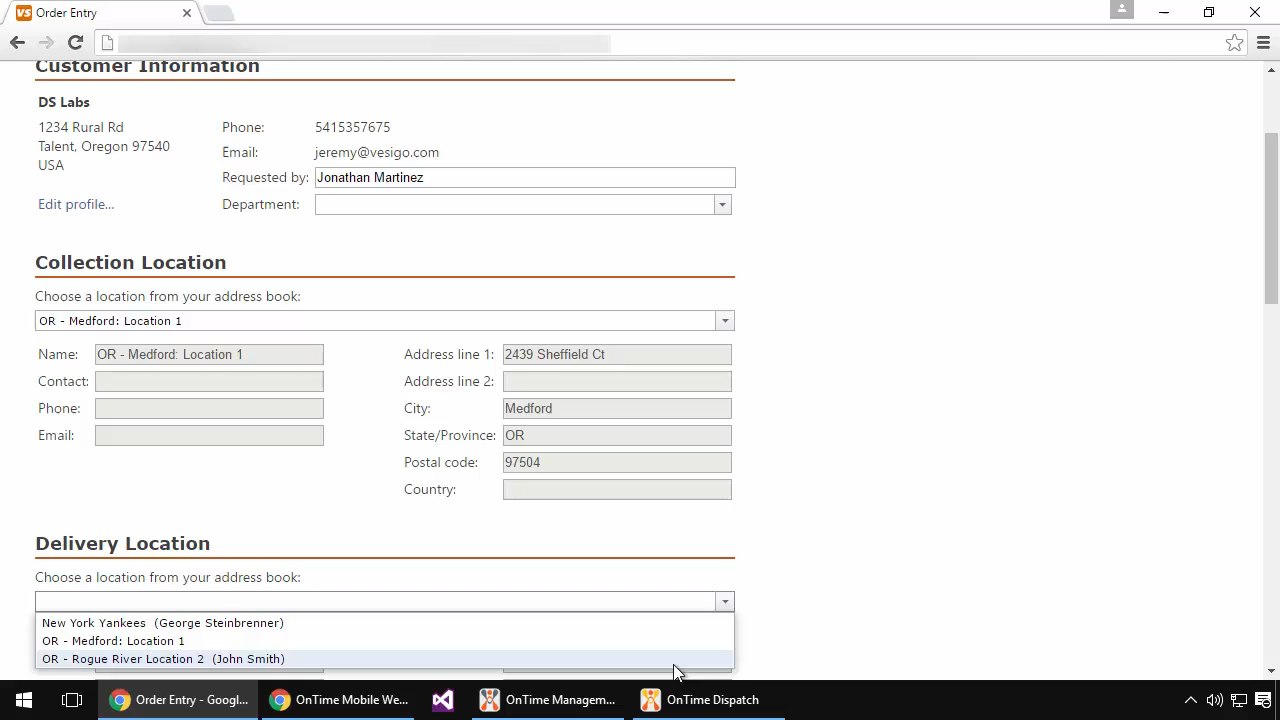 VS Order Entry
Customer Information
DS Labs
1234 Rural Rd
Talent, Oregon 97540
USA
Edit profile...
Phone: 5415357675
Email: jeremy@vesigo.com
Requested by: Jonathan Martinez
Department:
Collection Location
Choose a location from your address book:
OR - Medford: Location 1
Name: OR - Medford: Location 1
Contact:
Phone:
Email:
Address line 1: 2439 Sheffield Ct
Address line 2:
City: Medford
State/Province: OR
Postal code: 97504
Country:
Delivery Location
Choose a location from your address book:
New York Yankees (George Steinbrenner)
OR - Medford: Location 1
OR - Rogue River Location 2 (John Smith)
Order Entry - Googl...
OnTime Mobile We...
OnTime Managem...
OnTime Dispatch